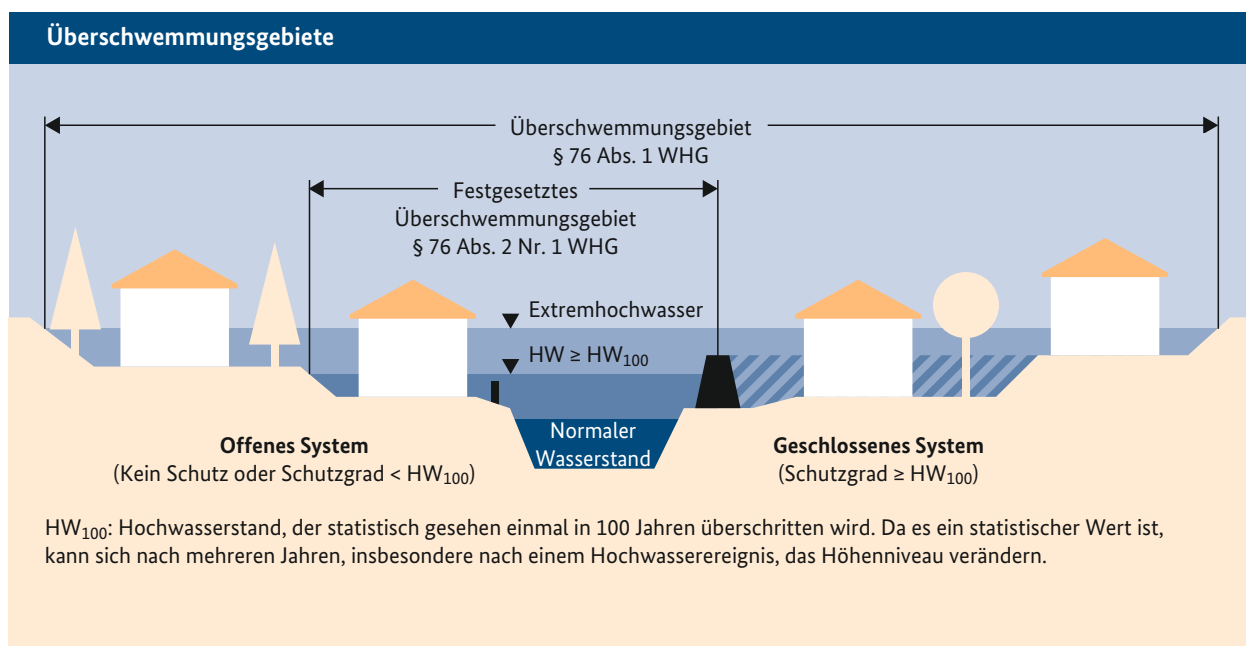 Überschwemmungsgebiete
Überschwemmungsgebiet
§ 76 Abs. 1 WHG
Festgesetztes
Überschwemmungsgebiet
§ 76 Abs. 2 Nr. 1 WHG
Extremhochwasser
HW ≥ HW₁₀₀
Normaler
Wasserstand
Offenes System
(Kein Schutz oder Schutzgrad < HW₁₀₀)
Geschlossenes System
(Schutzgrad ≥ HW₁₀₀)
HW₁₀₀: Hochwasserstand, der statistisch gesehen einmal in 100 Jahren überschritten wird. Da es ein statistischer Wert ist,
kann sich nach mehreren Jahren, insbesondere nach einem Hochwasserereignis, das Höhenniveau verändern.